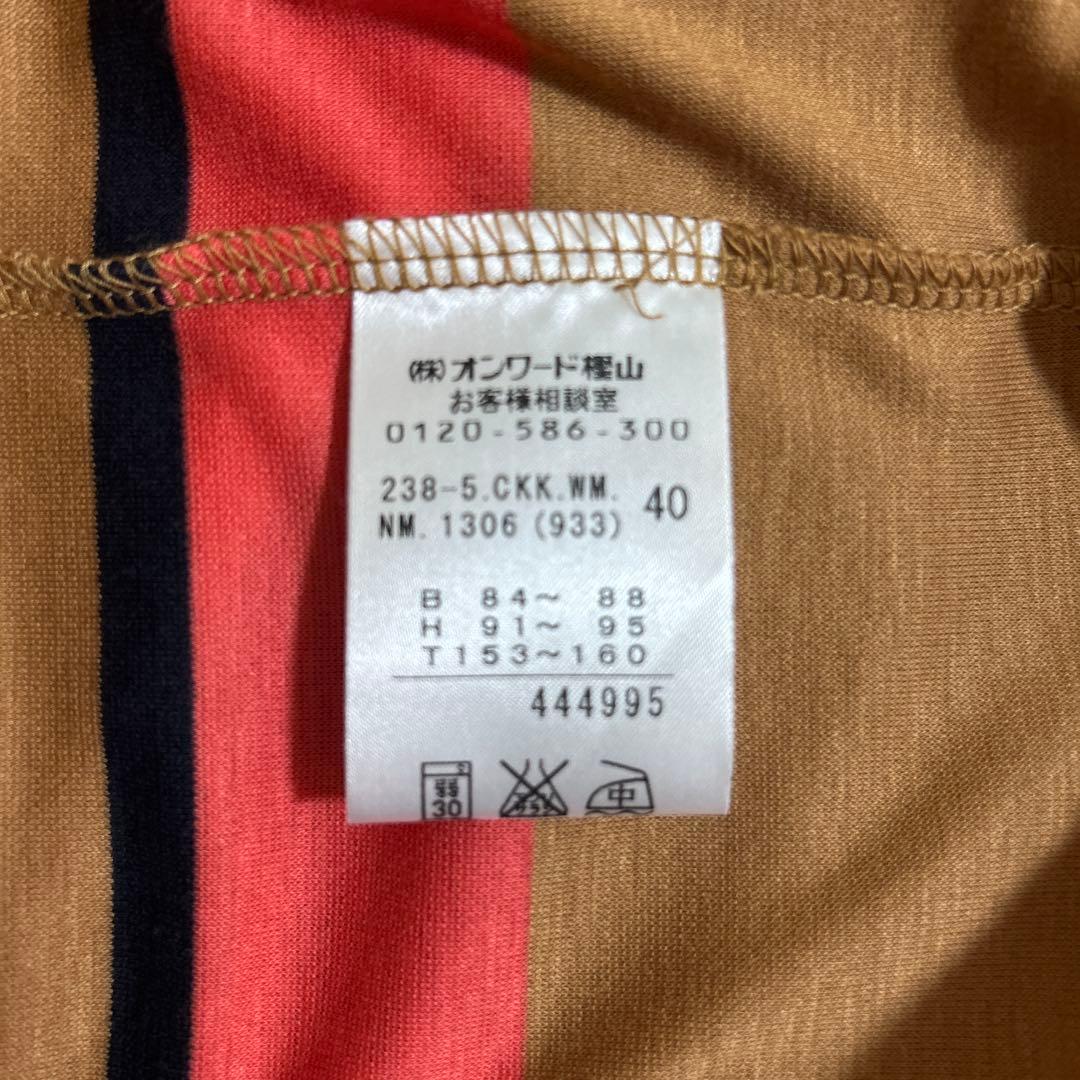 (株)オンワード樫山
お客様相談室
0120-586-300
238-5.CKK.WM.
NM. 1306 (933) 40
B 84~ 88
H 91~ 95
T153~160
444995
30
中